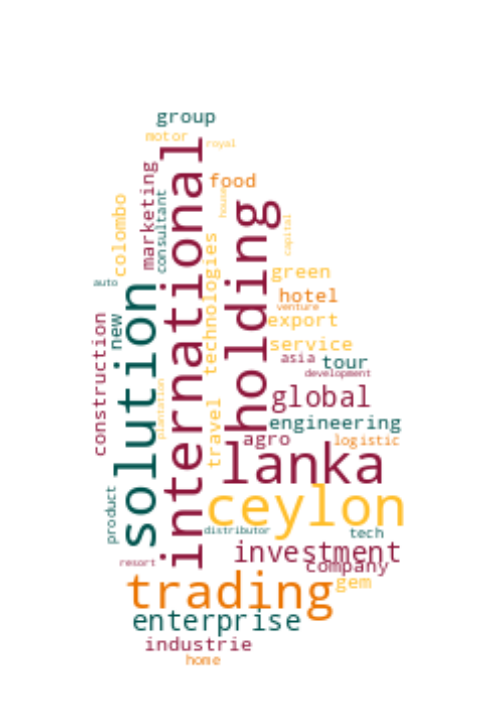 group
motor
royal
international
marketing
food
consultant
house
colombo
holding
capital
technologies
green
auto
solution
hotel
venture
new
construction
export
service
asia
tour
development
plantation
global
travel
engineering
agro
logistic
lanka
product
ceylon
distributor
tech
investment
company
resort
trading
gem
enterprise
industrie
home